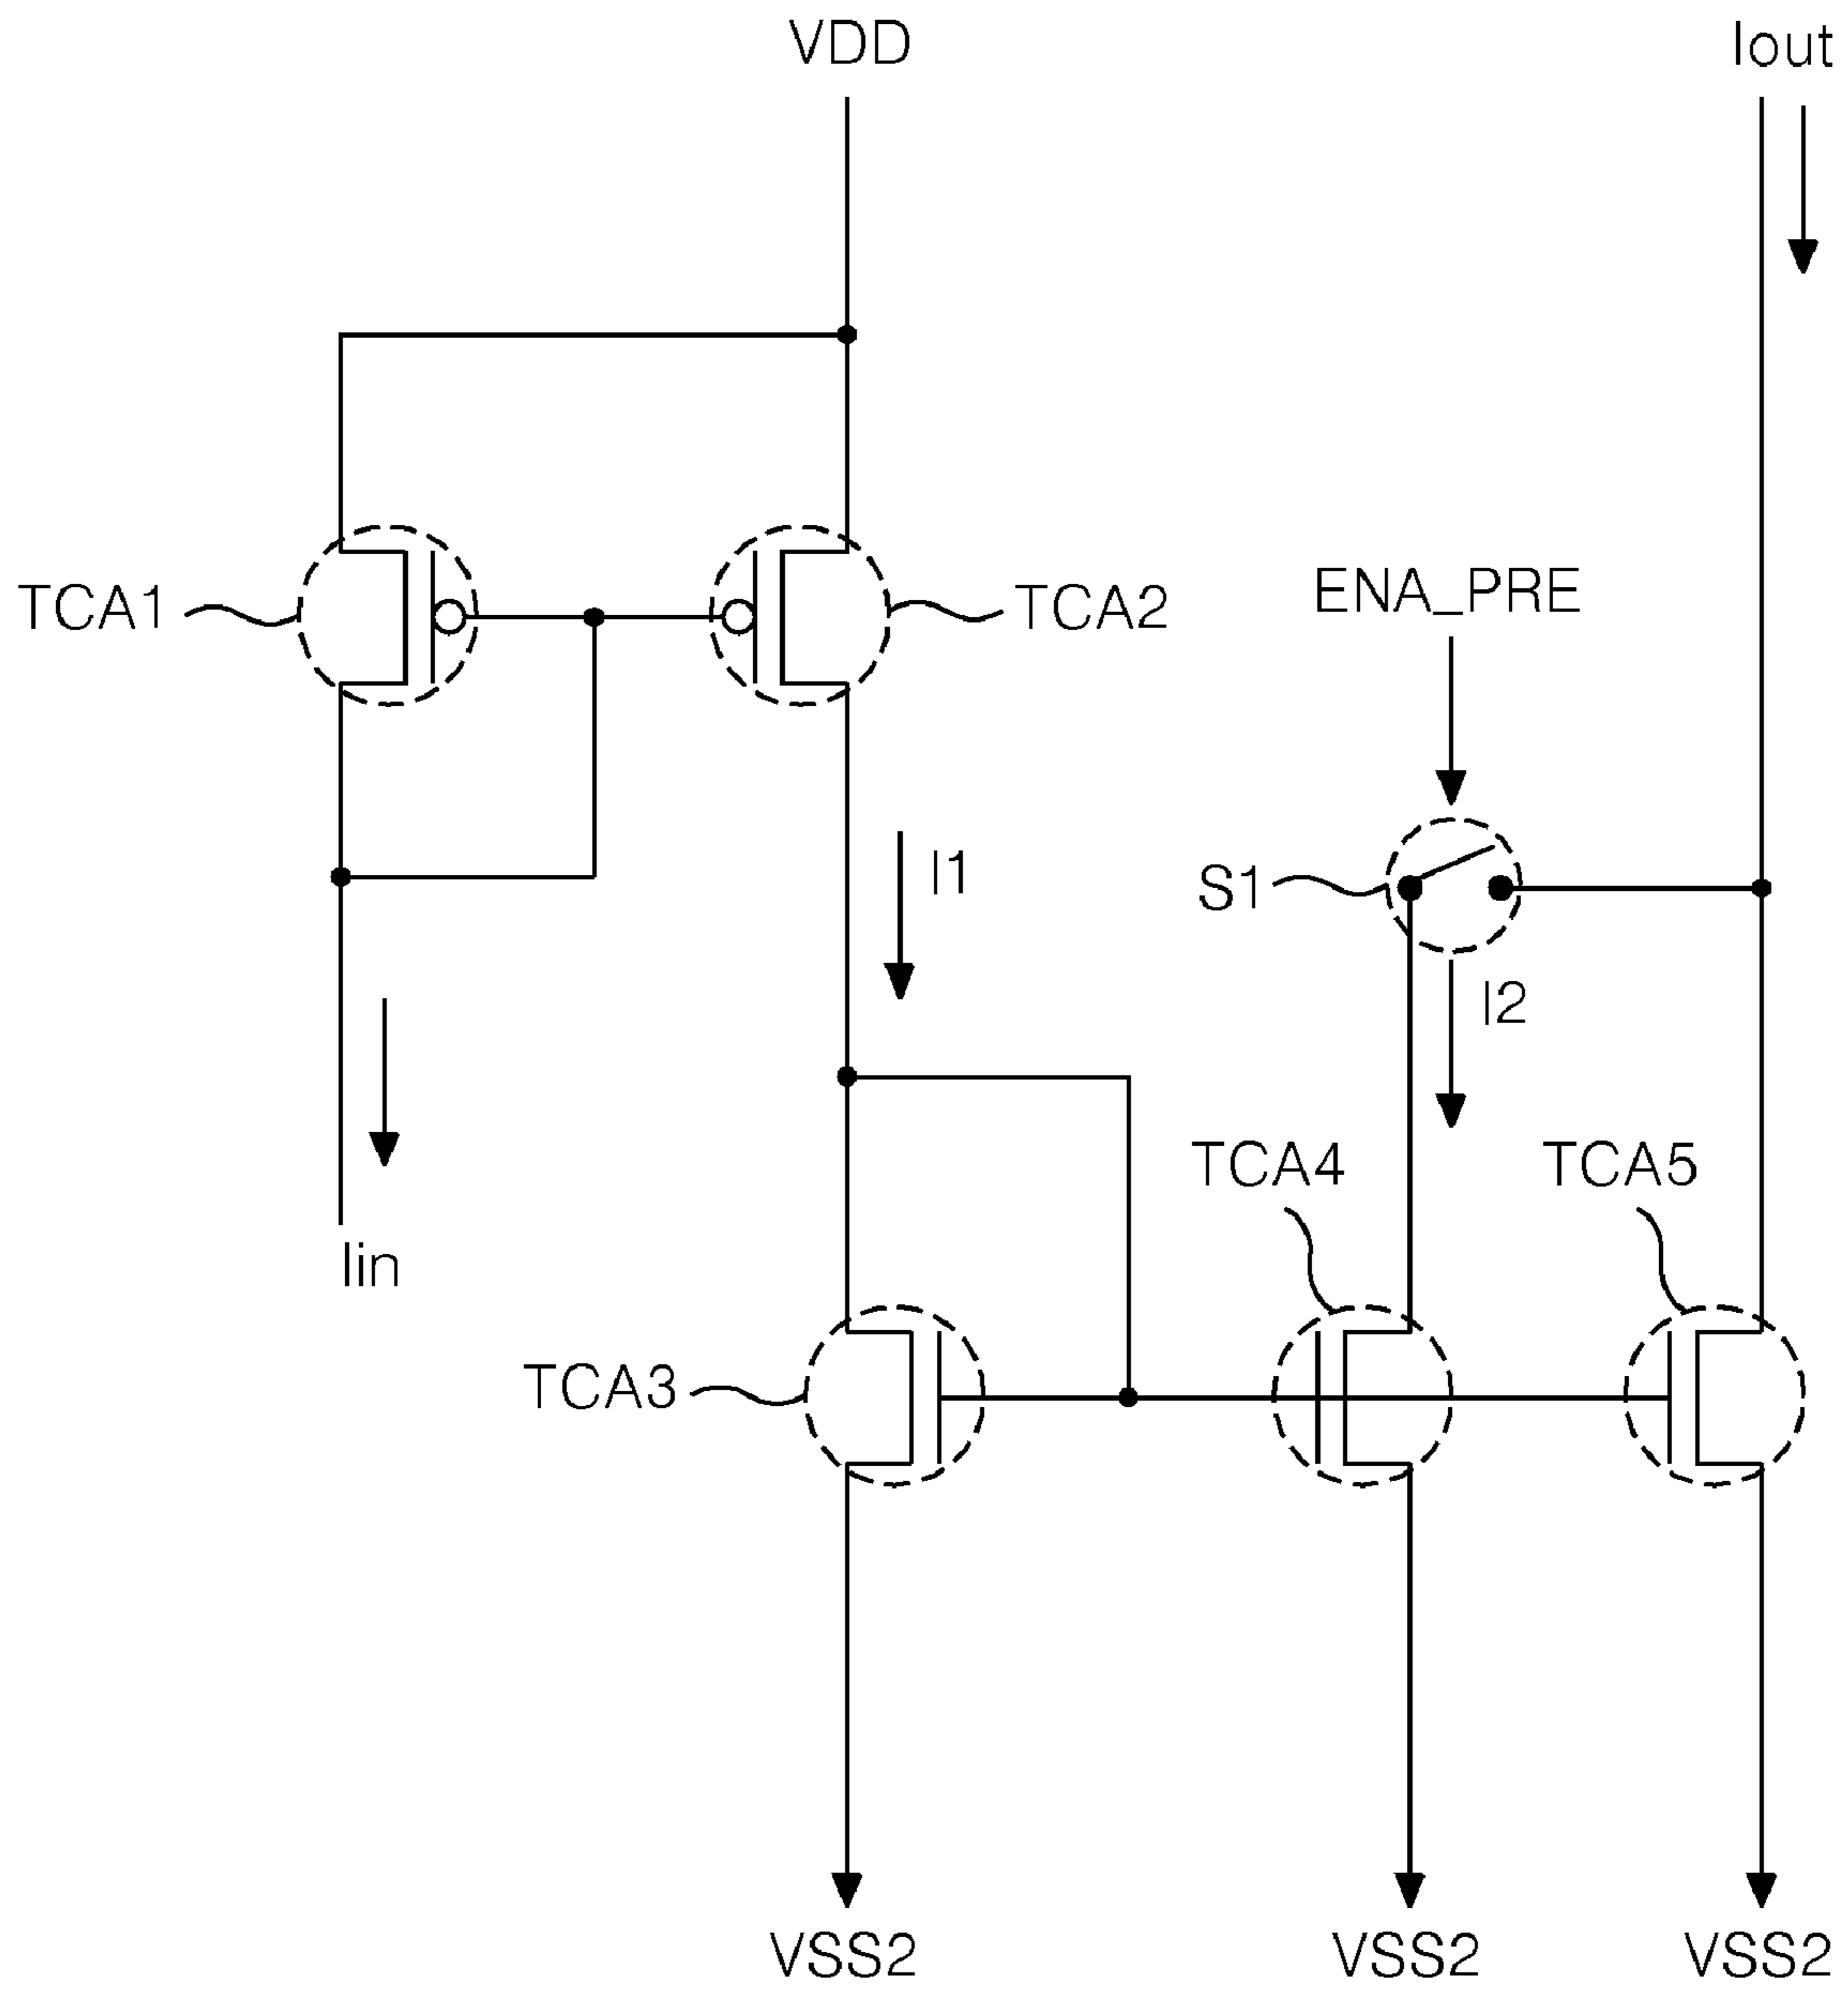 VDD
Iout
TCA1
TCA2
ENA_PRE
I1
S1
I2
TCA4
TCA5
Iin
TCA3
VSS2
VSS2
VSS2